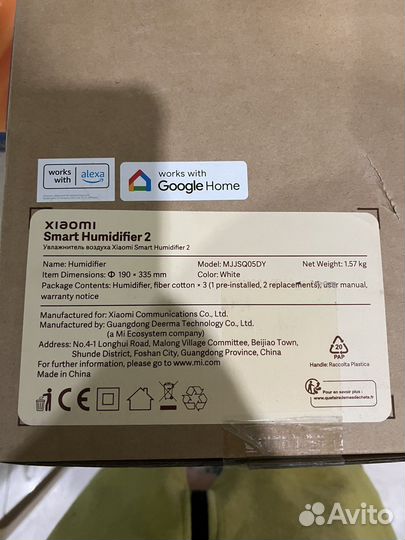 works
with
alexa
works with
Google Home
xiaomi
Smart Humidifier 2
Увлажнитель воздуха Xiaomi Smart Humidifier 2
Name: Humidifier
Model: MJJSQ05DY
Net Weight: 1.57 kg
Item Dimensions: Φ 190 × 335 mm
Color: White
Package Contents: Humidifier, fiber cotton × 3 (1 pre-installed, 2 replacements), user manual,
warranty notice
Manufactured for: Xiaomi Communications Co., Ltd.
Manufactured by: Guangdong Deerma Technology Co., Ltd.
(a Mi Ecosystem company)
Address: No.4-1 Longhui Road, Malong Village Committee, Beijiao Town,
Shunde District, Foshan City, Guangdong Province, China
For further information, please go to www.mi.com
Made in China
20
PAP
Handle: Raccolta Plastica
CE
EAC
Pour en savoir plus :
www.quefairedemesdechets.fr
Avito